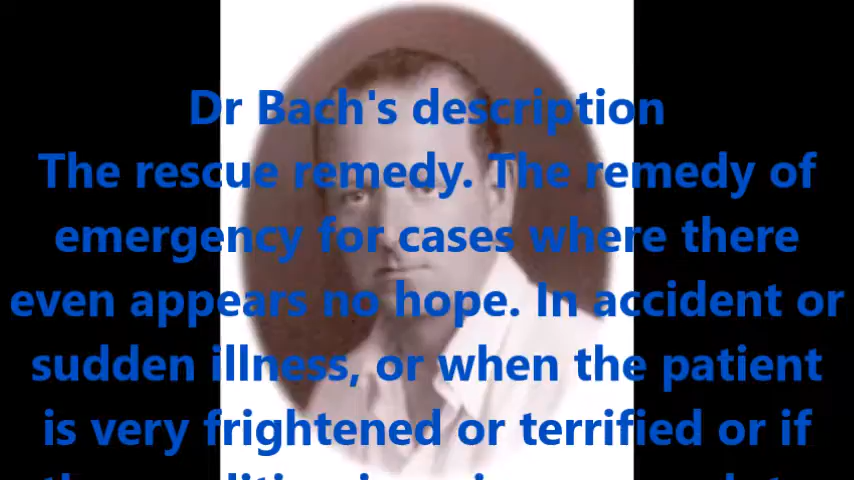 Dr Bach's description
The rescue remedy. The remedy of
emergency for cases where there
even appears no hope. In accident or
sudden illness, or when the patient
is very frightened or terrified or if